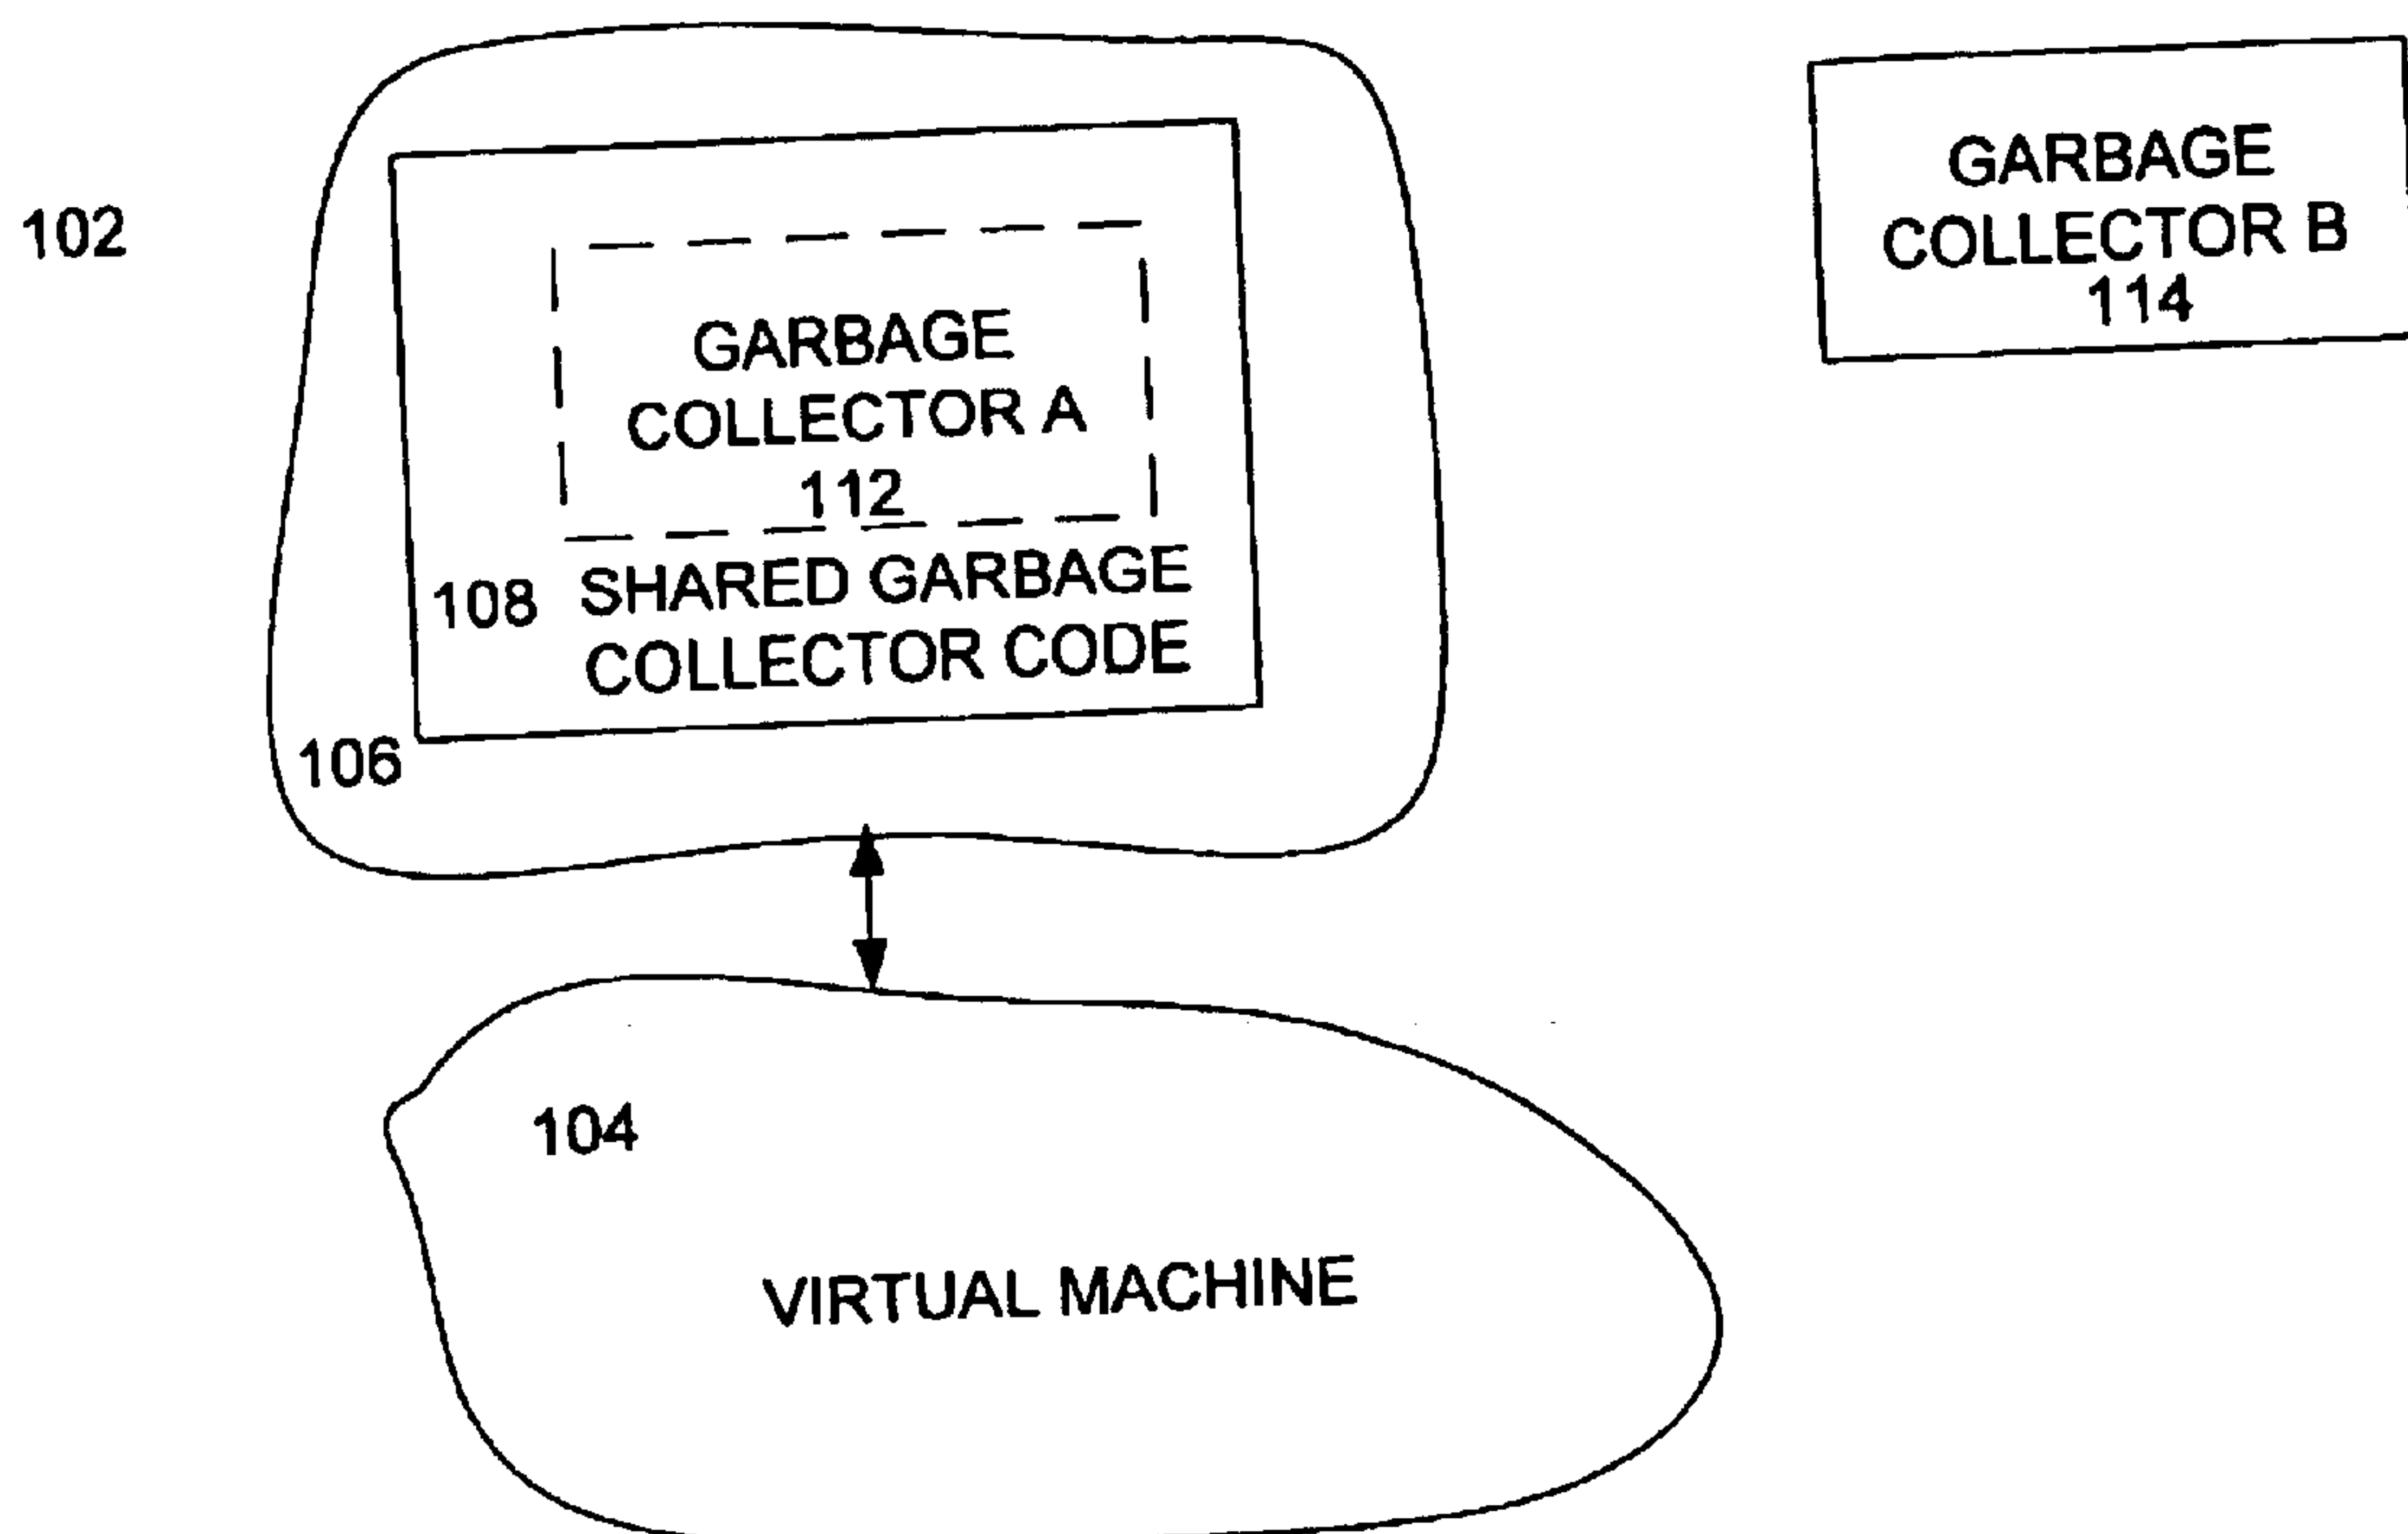 102
GARBAGE
COLLECTOR A
112
108 SHARED GARBAGE
COLLECTOR CODE
106
GARBAGE
COLLECTOR B
114
104
VIRTUAL MACHINE